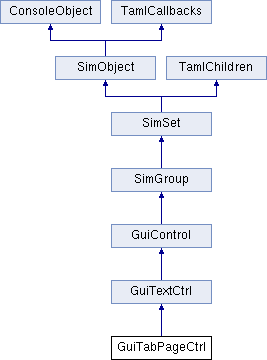 ConsoleObject TamlCallbacks
SimObject TamlChildren
SimSet
SimGroup
GuiControl
GuiTextCtrl
GuiTabPageCtrl